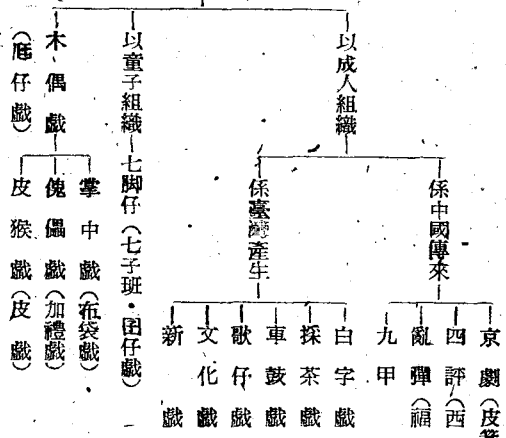 以成人組織
係中國傳來
京劇(皮
四評(西
亂彈(福
九甲
係臺灣產生
白字戲
採茶戲
車鼓戲
歌仔戲
文化戲
新戲
以童子組織
七脚仔(七子班・囝仔戲)
木偶戲
(尫仔戲)
掌中戲(布袋戲)
傀儡戲(加禮戲)
皮猴戲(皮戲)